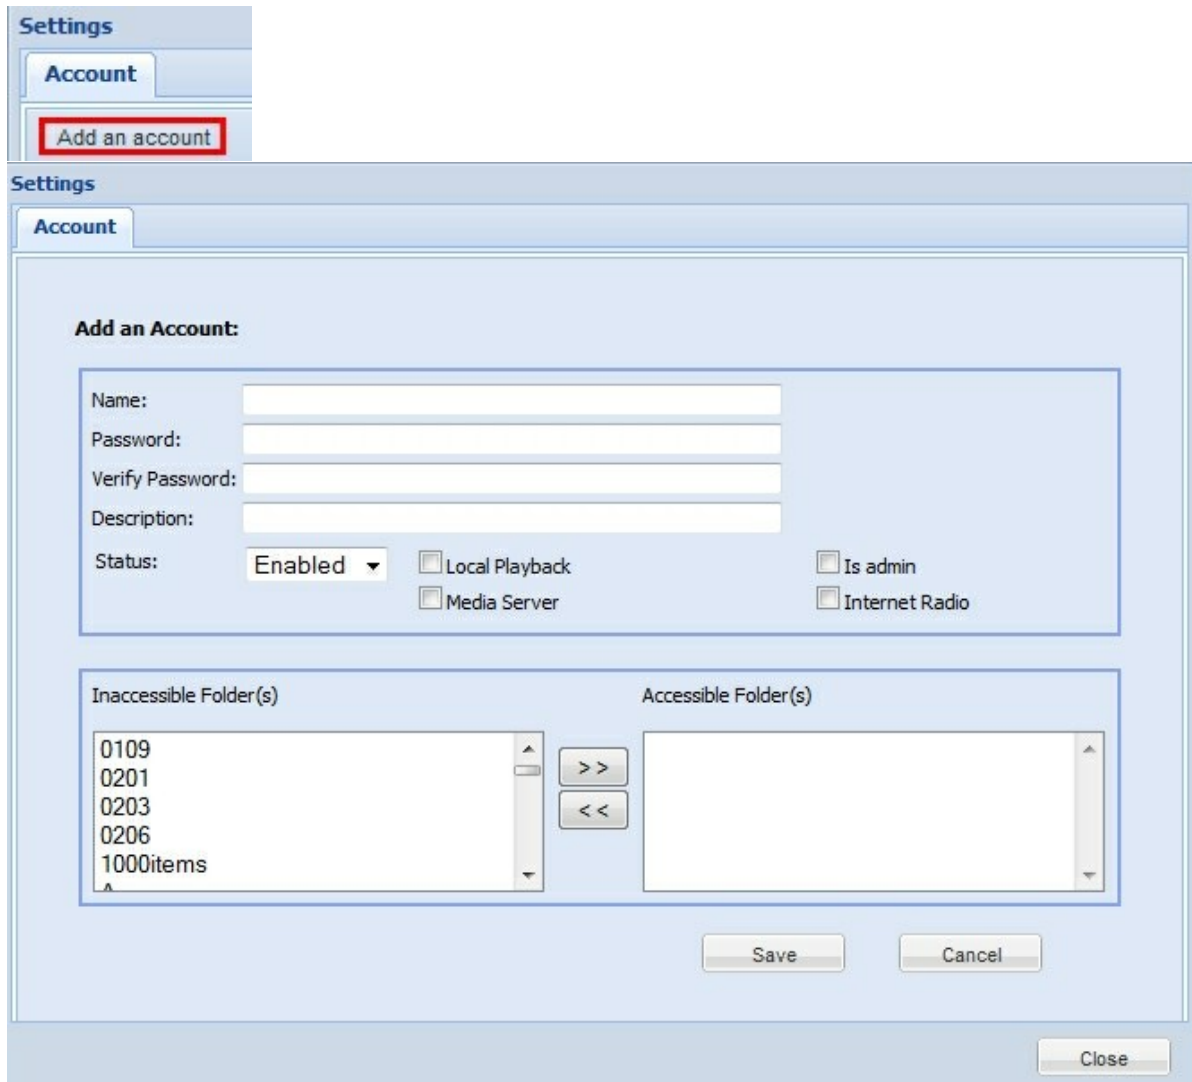 Settings
Account
Add an account
Settings
Account
Add an Account:
Name:
Password:
Verify Password:
Description:
Status: Enabled Local Playback Is admin
Media Server Internet Radio
Inaccessible Folder(s) Accessible Folder(s)
0109
0201
0203
0206
1000items
>>
<<
Save Cancel
Close